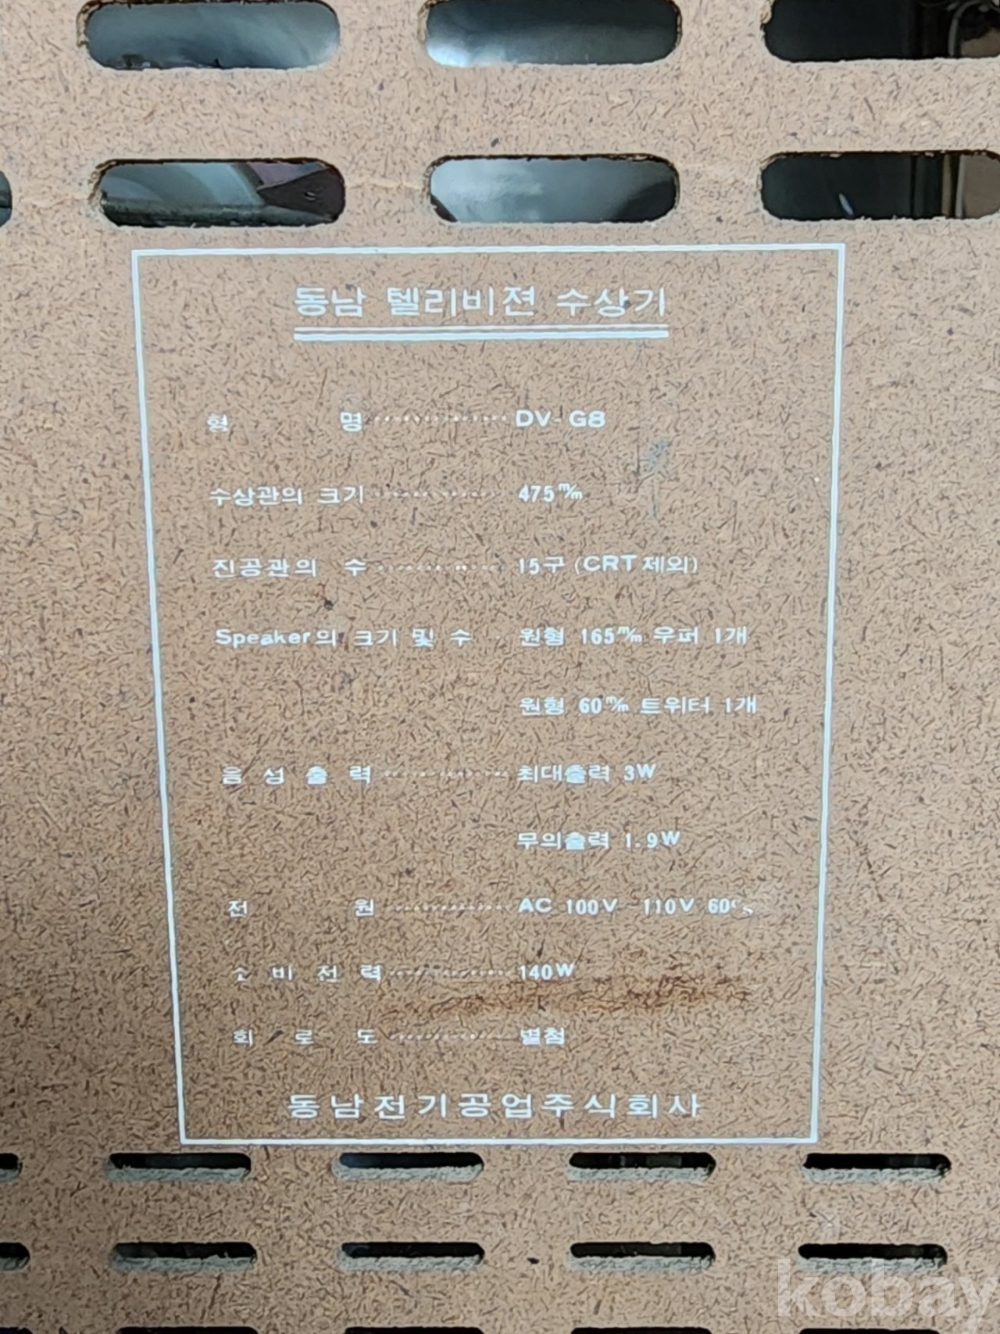 동남 텔리비젼 수상기
형 명 DV-G8
수상관의 크기 475m/m
진공관의 수 15구 (CRT 제외)
Speaker의 크기 및 수 원형 165m/m 우퍼 1개
원형 60m/m 트위터 1개
음 성 출 력 최대출력 3W
무의출력 1.9W
전 원 AC 100V-110V 60
소 비 전 력 140W
회 로 도 별첨
동남전기공업주식회사
kobay